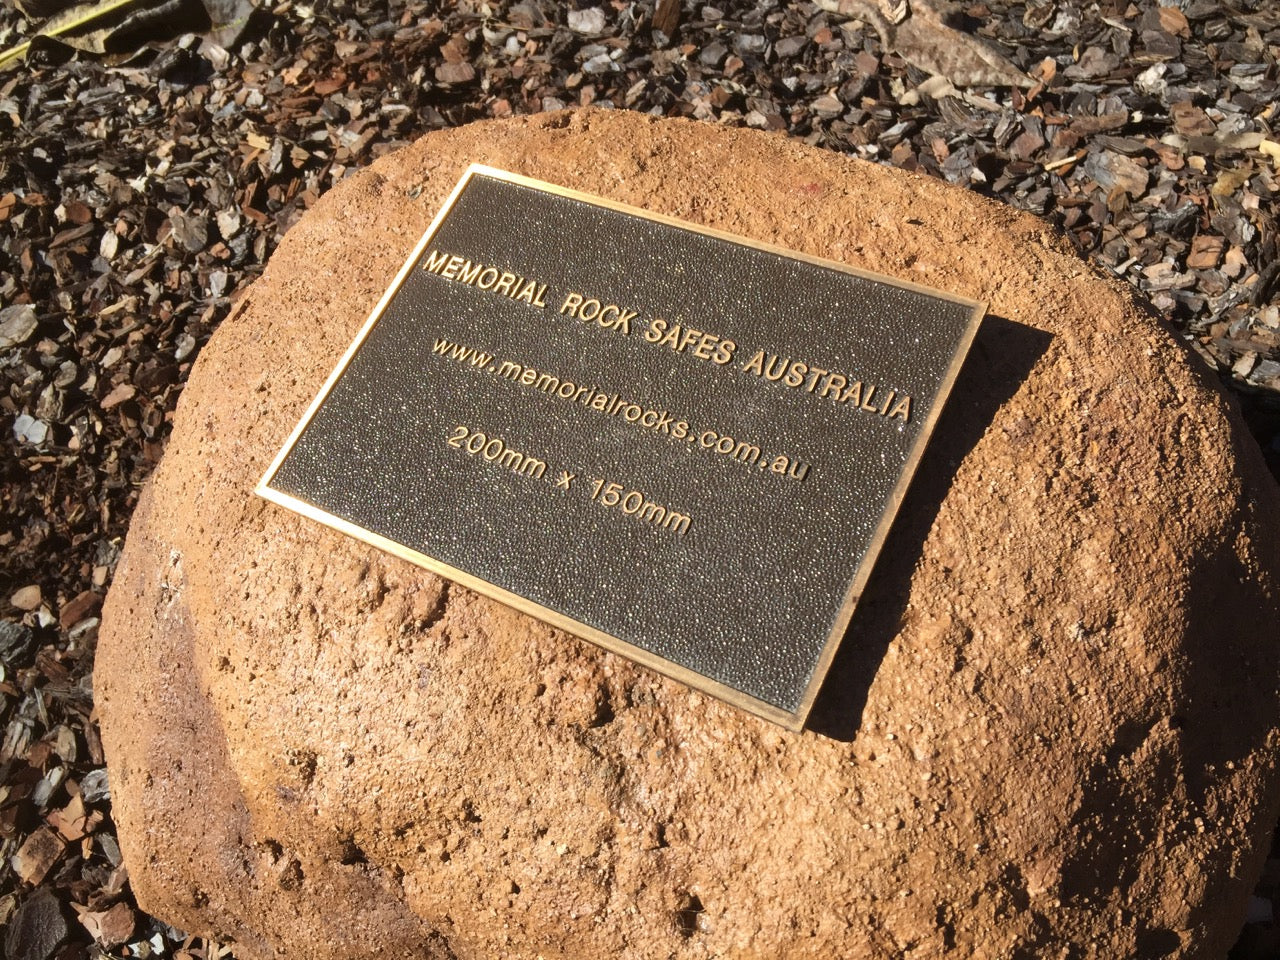 MEMORIAL ROCK SAFES AUSTRALIA
www.memorialrocks.com.au
200mm x 150mm